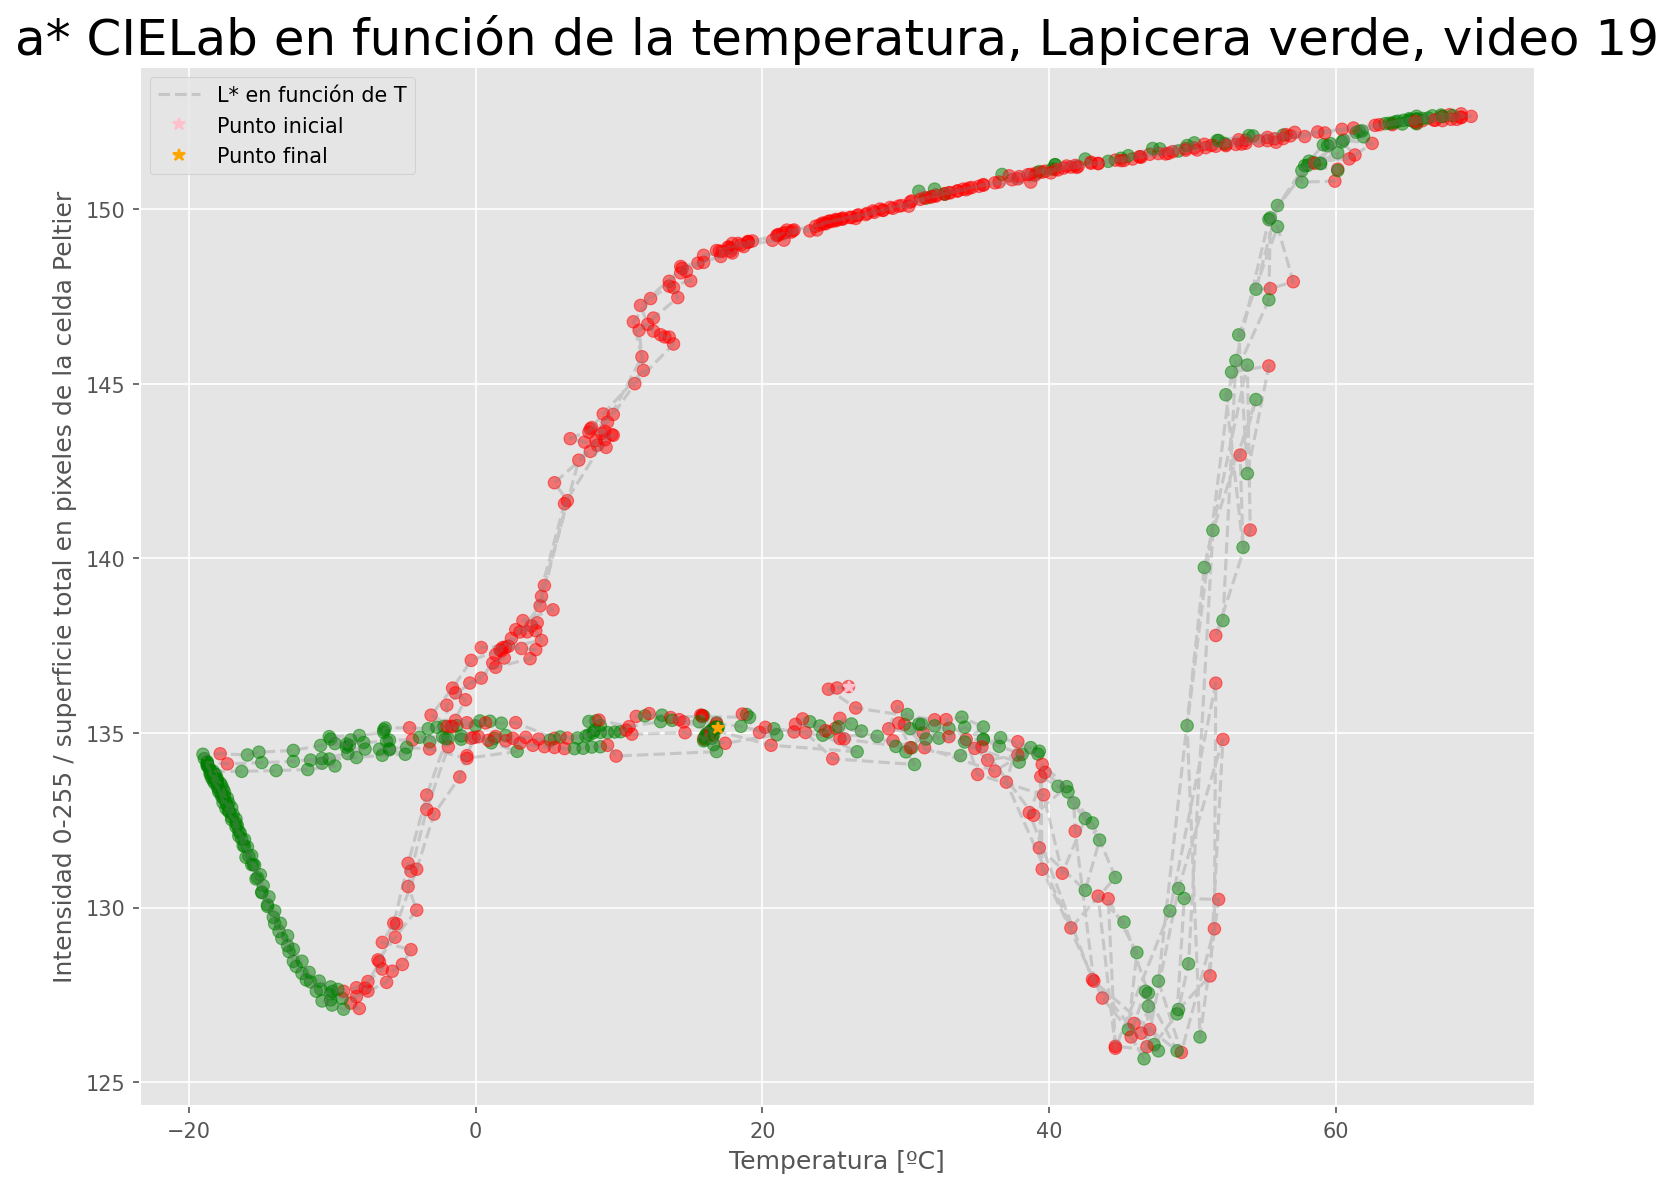 a* CIELab en función de la temperatura, Lapicera verde, video 19
L* en función de T
Punto inicial
Punto final
Intensidad 0-255 / superficie total en pixeles de la celda Peltier
150
145
140
135
130
125
−20
0
20
40
60
Temperatura [ºC]